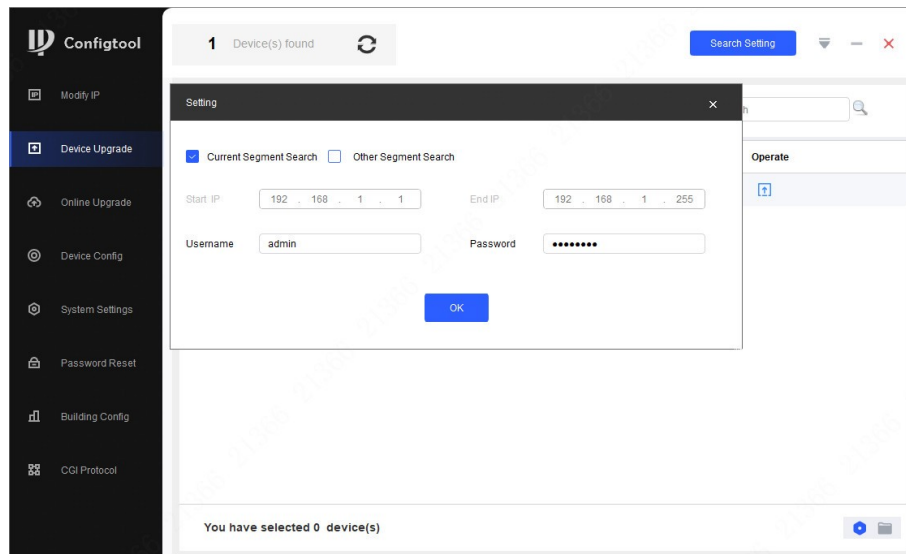 Configtool
1 Device(s) found
Search Setting
Modify IP
Device Upgrade
Online Upgrade
Device Config
System Settings
Password Reset
Building Config
CGI Protocol
Setting
Current Segment Search
Other Segment Search
Start IP
192 . 168 . 1 . 1
End IP
192 . 168 . 1 . 255
Username
admin
Password
••••••••
OK
Operate
You have selected 0 device(s)